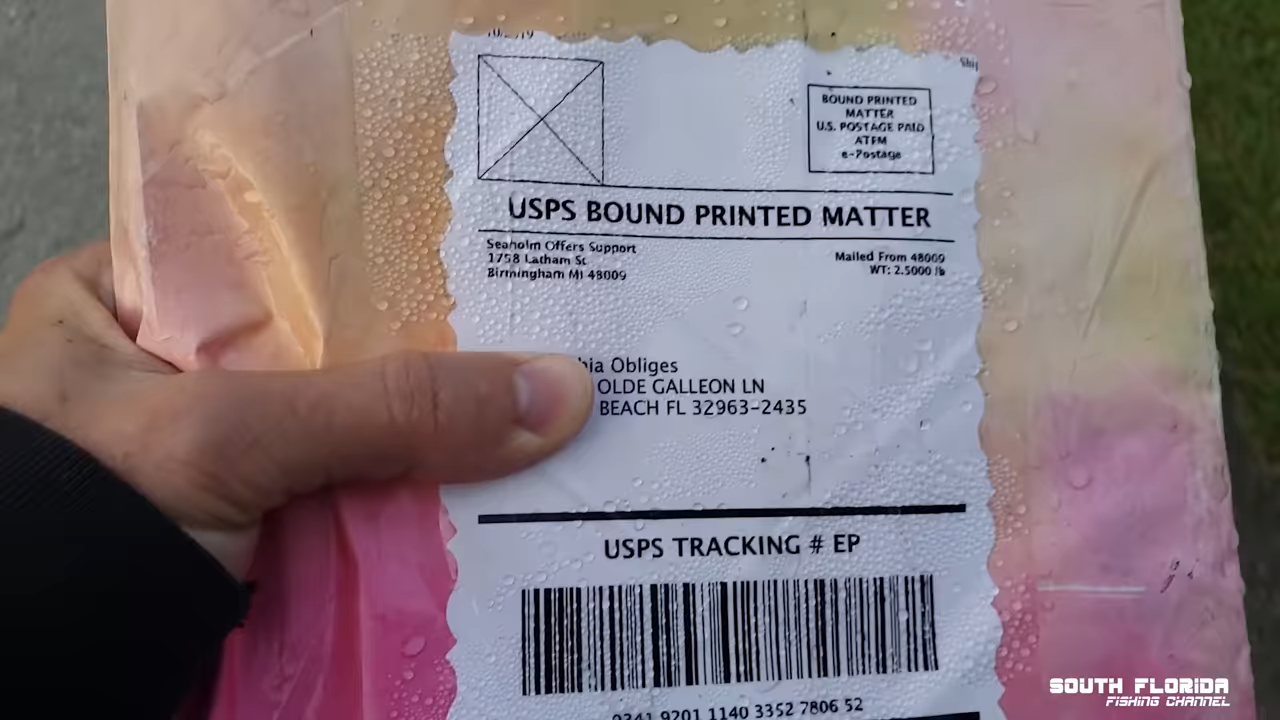 BOUND PRINTED
MATTER
U.S. POSTAGE PAID
ATFM
e-Postage
USPS BOUND PRINTED MATTER
Seaholm Offers Support
1758 Latham St
Birmingham MI 48009
Mailed From 48009
WT: 2.5000 lb
Obliges
OLDE GALLEON LN
BEACH FL 32963-2435
USPS TRACKING # EP
9201 1140 3352 7806 52
SOUTH FLORIDA
FISHING CHANNEL